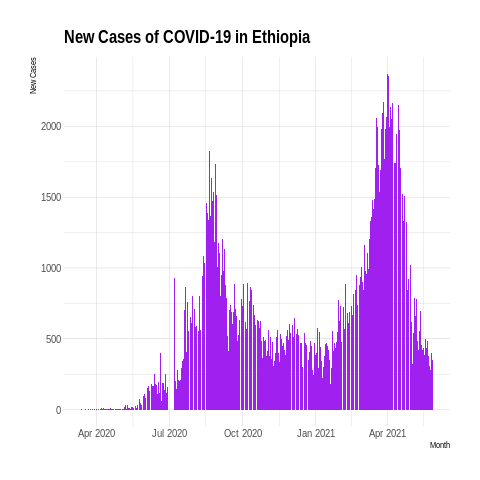 New Cases of COVID-19 in Ethiopia
New Cases
2000
1500
1000
500
0
Apr 2020 Jul 2020 Oct 2020 Jan 2021 Apr 2021
Month